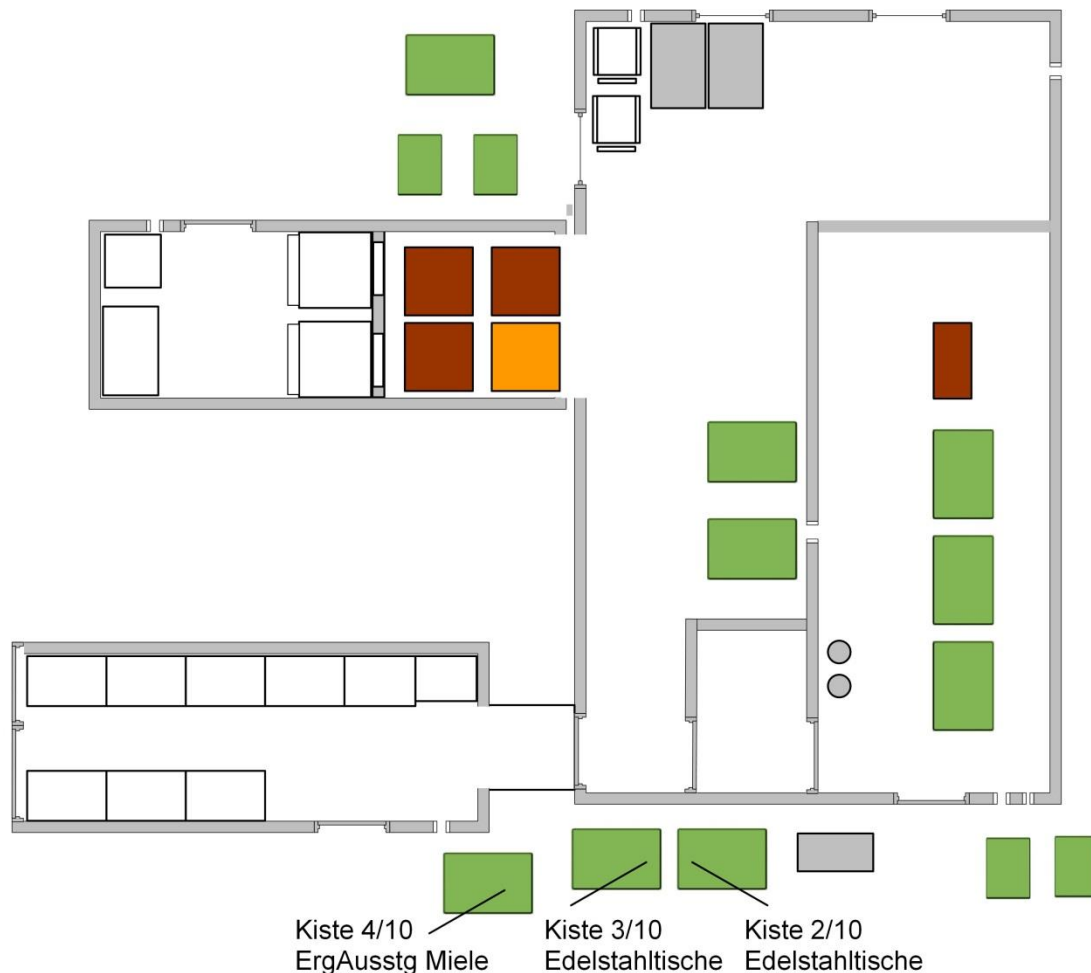 Kiste 4/10
ErgAusstg Miele
Kiste 3/10
Edelstahltische
Kiste 2/10
Edelstahltische